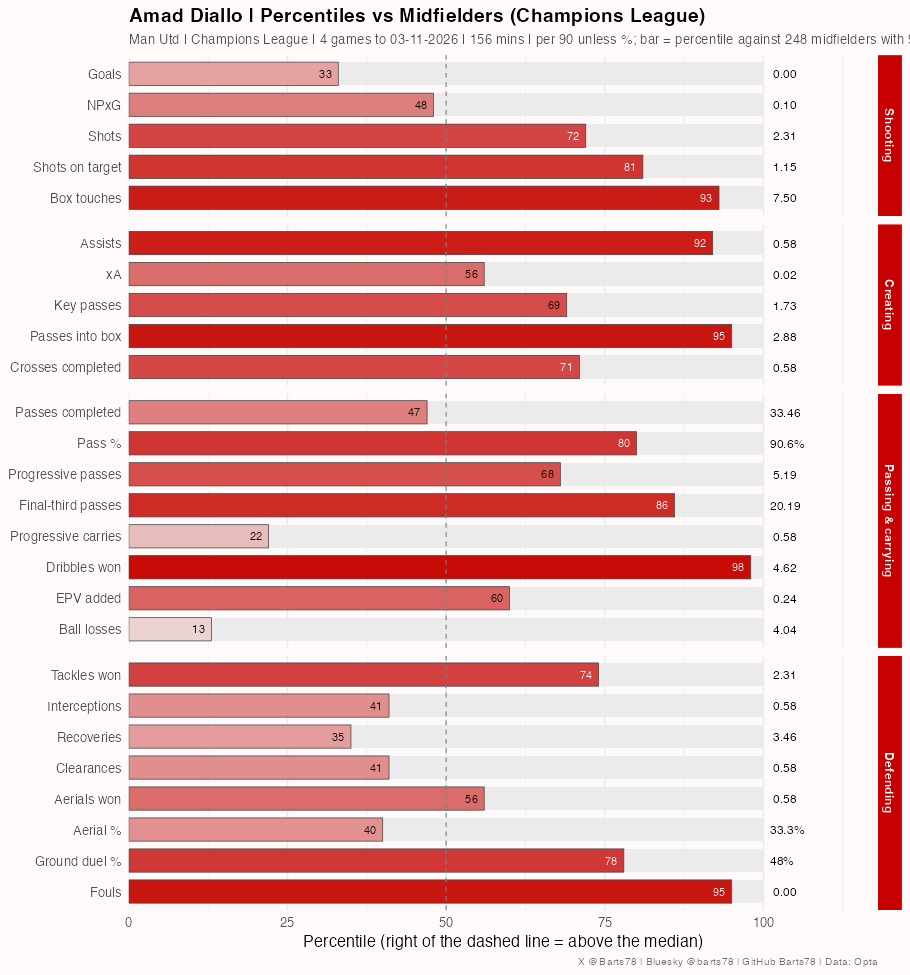 Amad Diallo | Percentiles vs Midfielders (Champions League)
Man Utd | Champions League | 4 games to 03-11-2026 | 156 mins | per 90 unless %; bar = percentile against 248 midfielders with
Goals 33 0.00
NPxG 48 0.10
Shots 72 2.31
Shots on target 81 1.15
Box touches 93 7.50
Shooting
Assists 92 0.58
xA 56 0.02
Key passes 69 1.73
Passes into box 95 2.88
Crosses completed 71 0.58
Creating
Passes completed 47 33.46
Pass % 80 90.6%
Progressive passes 68 5.19
Final-third passes 86 20.19
Progressive carries 22 0.58
Dribbles won 98 4.62
EPV added 60 0.24
Ball losses 13 4.04
Passing & carrying
Tackles won 74 2.31
Interceptions 41 0.58
Recoveries 35 3.46
Clearances 41 0.58
Aerials won 56 0.58
Aerial % 40 33.3%
Ground duel % 78 48%
Fouls 95 0.00
Defending
0 25 50 75 100
Percentile (right of the dashed line = above the median)
X @Barts78 | Bluesky @barts78 | GitHub Barts78 | Data: Opta